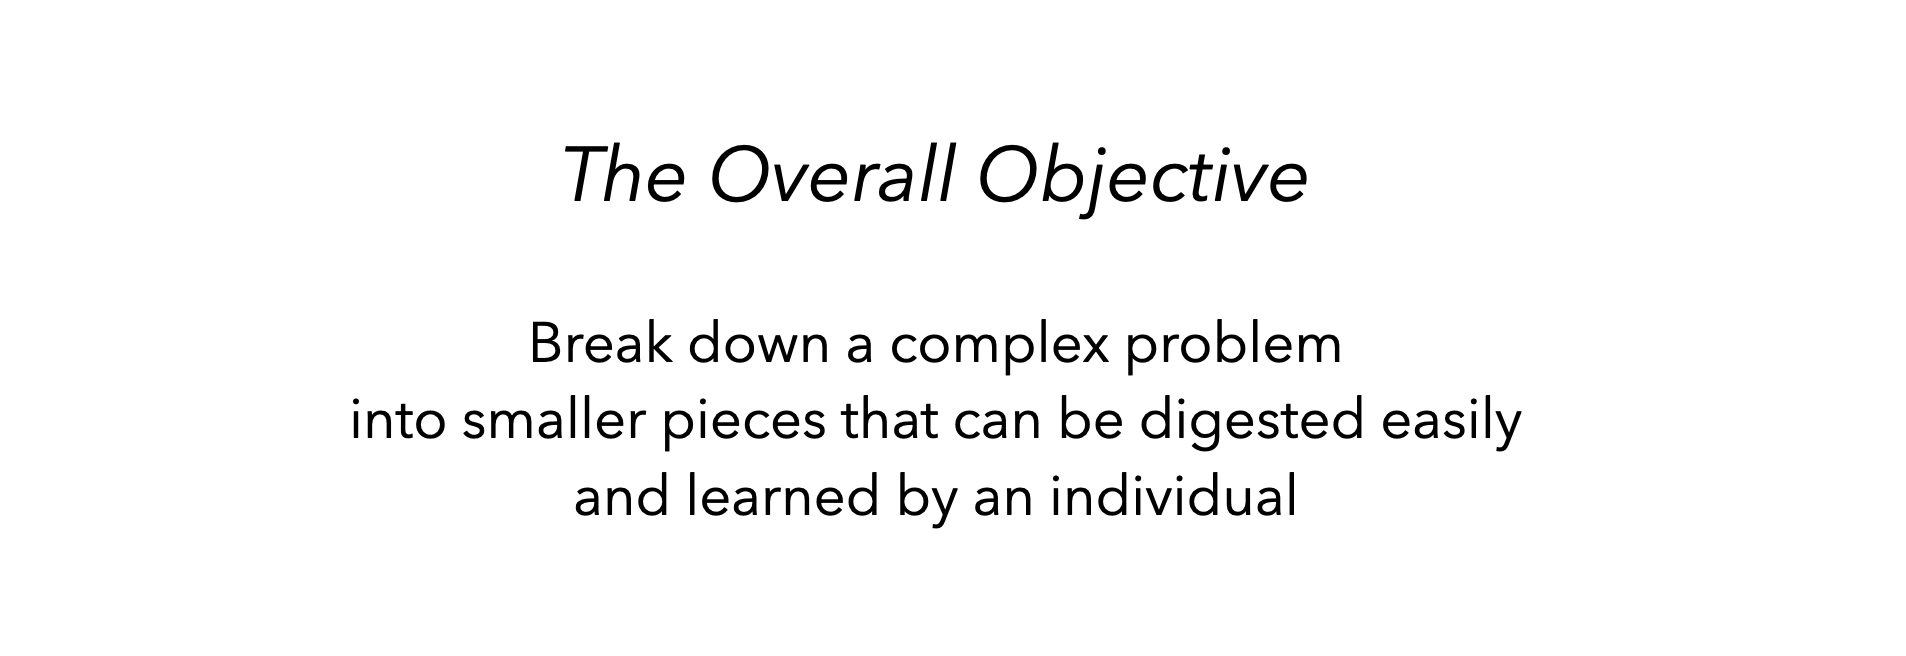 The Overall Objective
Break down a complex problem
into smaller pieces that can be digested easily
and learned by an individual